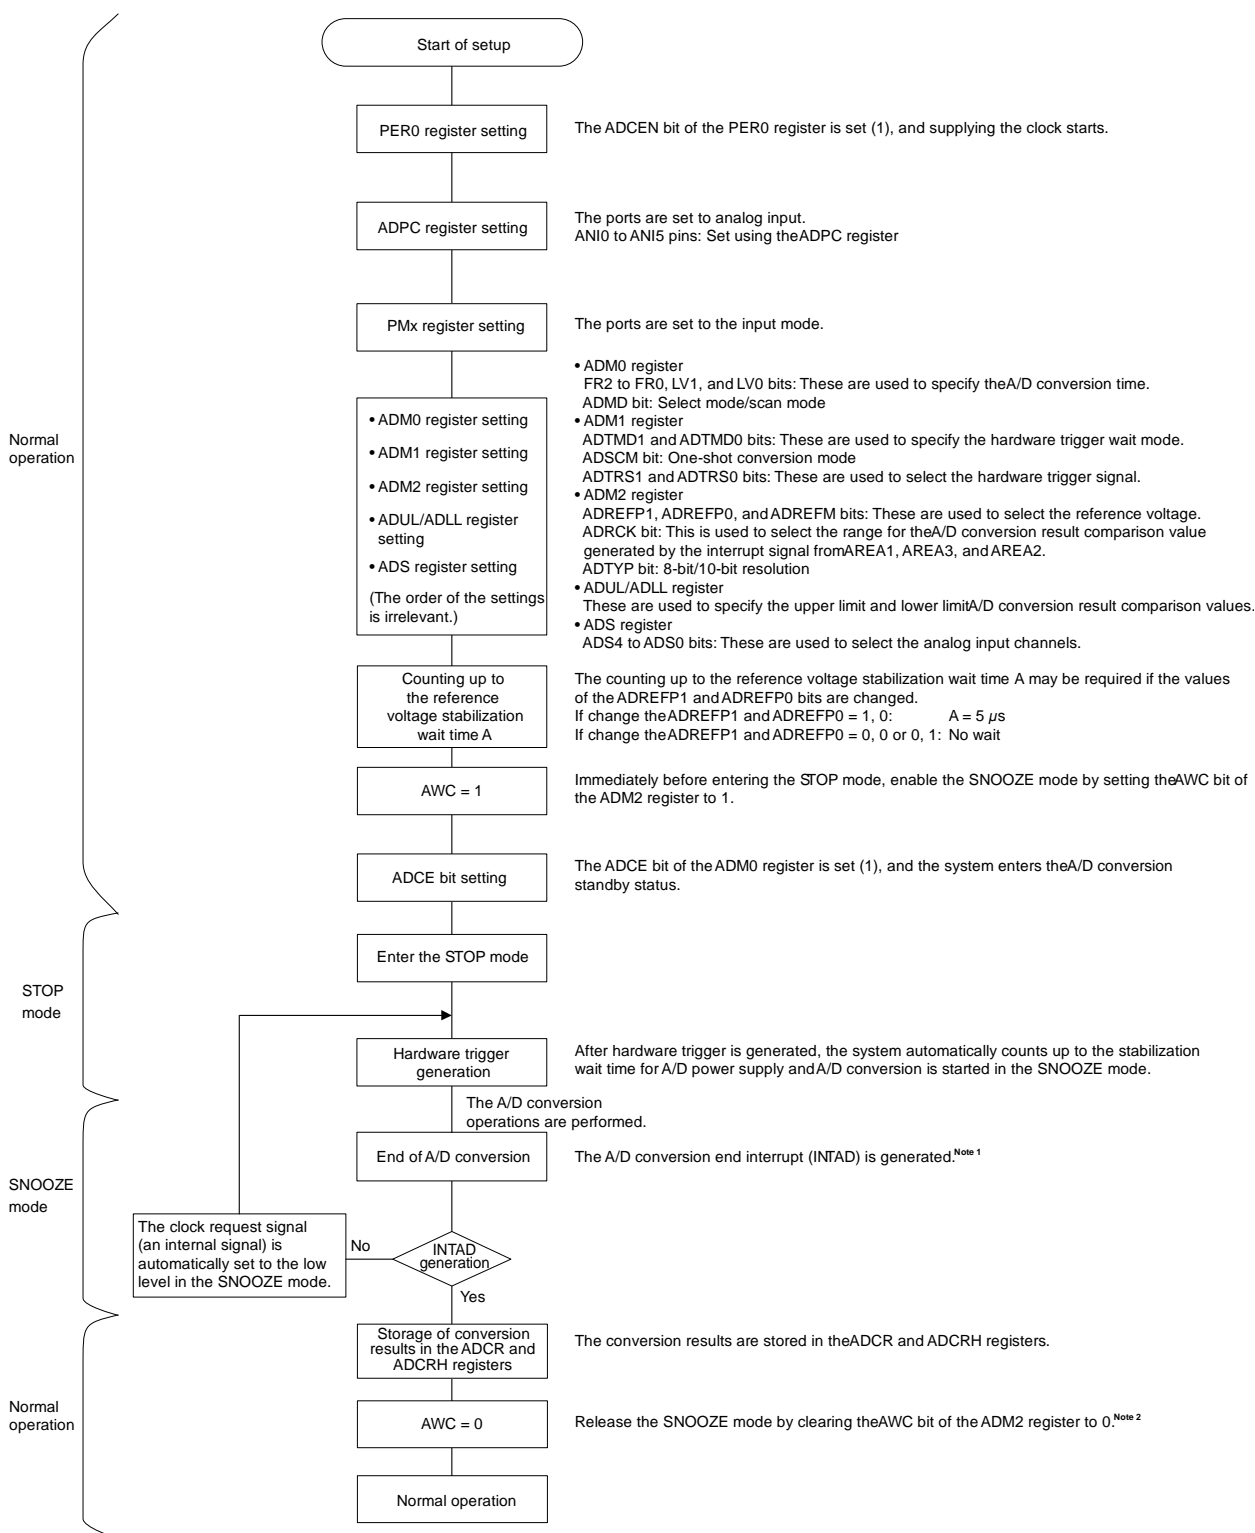 Start of setup
PER0 register setting
The ADCEN bit of the PER0 register is set (1), and supplying the clock starts.
ADPC register setting
The ports are set to analog input.
ANI0 to ANI5 pins: Set using theADPC register
PMx register setting
The ports are set to the input mode.
• ADM0 register setting
• ADM1 register setting
• ADM2 register setting
• ADUL/ADLL register
setting
• ADS register setting
(The order of the settings
is irrelevant.)
• ADM0 register
FR2 to FR0, LV1, and LV0 bits: These are used to specify theA/D conversion time.
ADMD bit: Select mode/scan mode
• ADM1 register
ADTMD1 and ADTMD0 bits: These are used to specify the hardware trigger wait mode.
ADSCM bit: One-shot conversion mode
ADTRS1 and ADTRS0 bits: These are used to select the hardware trigger signal.
• ADM2 register
ADREFP1, ADREFP0, and ADREFM bits: These are used to select the reference voltage.
ADRCK bit: This is used to select the range for theA/D conversion result comparison value
generated by the interrupt signal fromAREA1, AREA3, and AREA2.
ADTYP bit: 8-bit/10-bit resolution
• ADUL/ADLL register
These are used to specify the upper limit and lower limitA/D conversion result comparison values.
• ADS register
ADS4 to ADS0 bits: These are used to select the analog input channels.
Normal
operation
Counting up to
the reference
voltage stabilization
wait time A
The counting up to the reference voltage stabilization wait time A may be required if the values
of the ADREFP1 and ADREFP0 bits are changed.
If change theADREFP1 and ADREFP0 = 1, 0: A = 5 µs
If change theADREFP1 and ADREFP0 = 0, 0 or 0, 1: No wait
AWC = 1
Immediately before entering the STOP mode, enable the SNOOZE mode by setting theAWC bit of
the ADM2 register to 1.
ADCE bit setting
The ADCE bit of the ADM0 register is set (1), and the system enters theA/D conversion
standby status.
Enter the STOP mode
STOP
mode
Hardware trigger
generation
After hardware trigger is generated, the system automatically counts up to the stabilization
wait time for A/D power supply and A/D conversion is started in the SNOOZE mode.
The A/D conversion
operations are performed.
End of A/D conversion
The A/D conversion end interrupt (INTAD) is generated.Note 1
SNOOZE
mode
The clock request signal
(an internal signal) is
automatically set to the low
level in the SNOOZE mode.
No
INTAD
generation
Yes
Storage of conversion
results in the ADCR and
ADCRH registers
The conversion results are stored in theADCR and ADCRH registers.
Normal
operation
AWC = 0
Release the SNOOZE mode by clearing theAWC bit of the ADM2 register to 0.Note 2
Normal operation